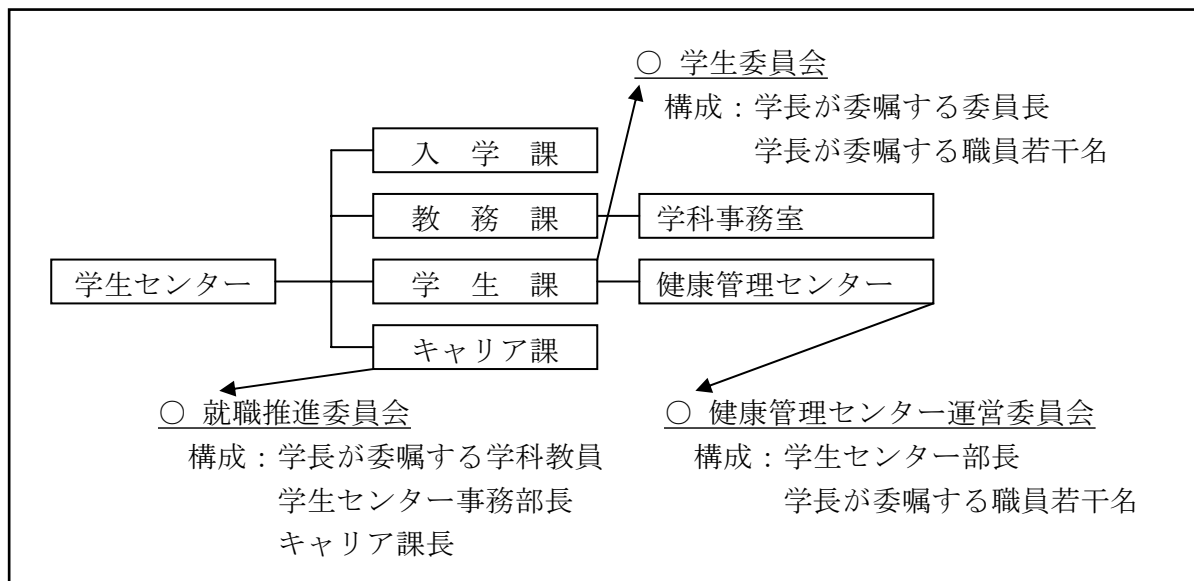 ○ 学生委員会
構成：学長が委嘱する委員長
学長が委嘱する職員若干名
入 学 課
教 務 課
学科事務室
学生センター
学 生 課
健康管理センター
キャリア課
○ 就職推進委員会
構成：学長が委嘱する学科教員
学生センター事務部長
キャリア課長
○ 健康管理センター運営委員会
構成：学生センター部長
学長が委嘱する職員若干名